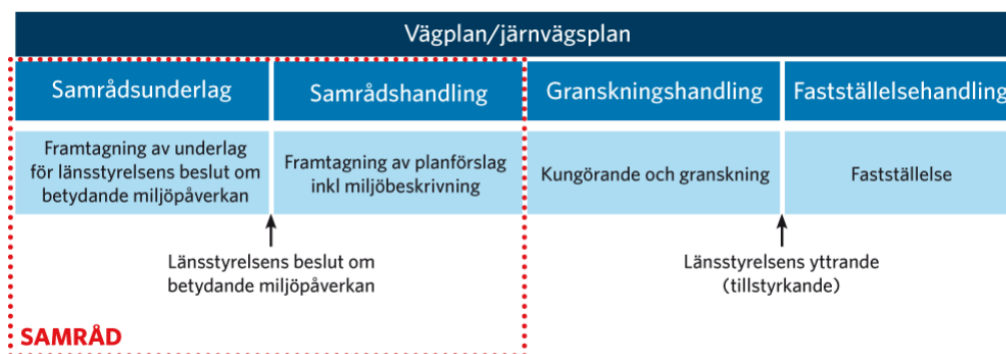 Vägplan/järnvägsplan
Samrådsunderlag
Samrådshandling
Granskningshandling
Fastställelsehandling
Framtagning av underlag
för länsstyrelsens beslut om
betydande miljöpåverkan
Framtagning av planförslag
inkl miljöbeskrivning
Kungörande och granskning
Fastställelse
Länsstyrelsens beslut om
betydande miljöpåverkan
Länsstyrelsens yttrande
(tillstyrkande)
SAMRÅD